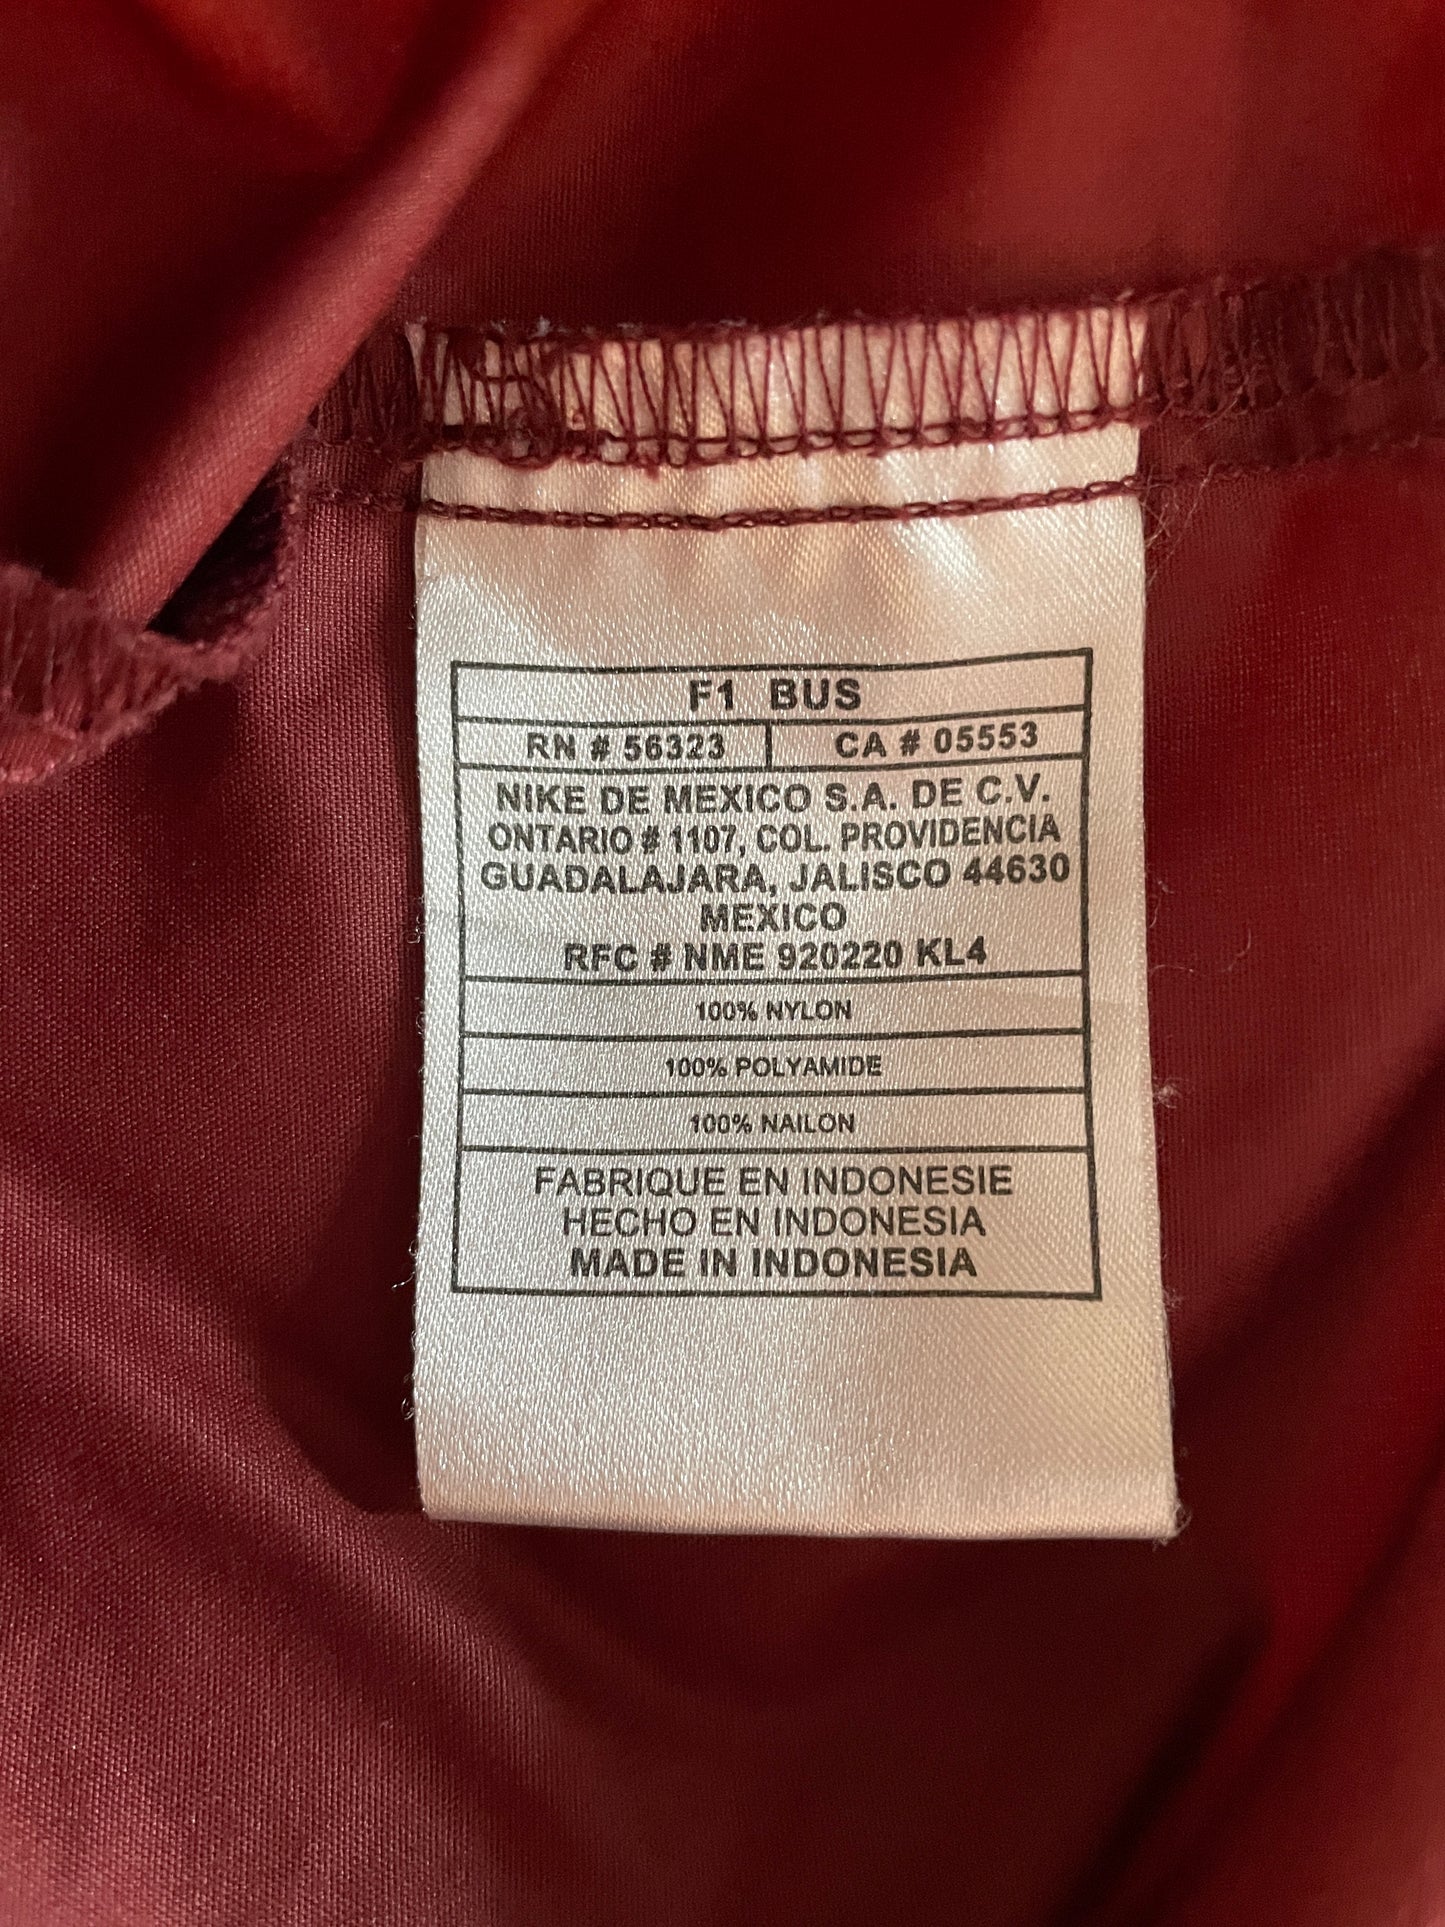 F1 BUS
RN # 56323 CA # 05553
NIKE DE MEXICO S.A. DE C.V.
ONTARIO # 1107, COL. PROVIDENCIA
GUADALAJARA, JALISCO 44630
MEXICO
RFC # NME 920220 KL4
100% NYLON
100% POLYAMIDE
100% NAILON
FABRIQUE EN INDONESIE
HECHO EN INDONESIA
MADE IN INDONESIA